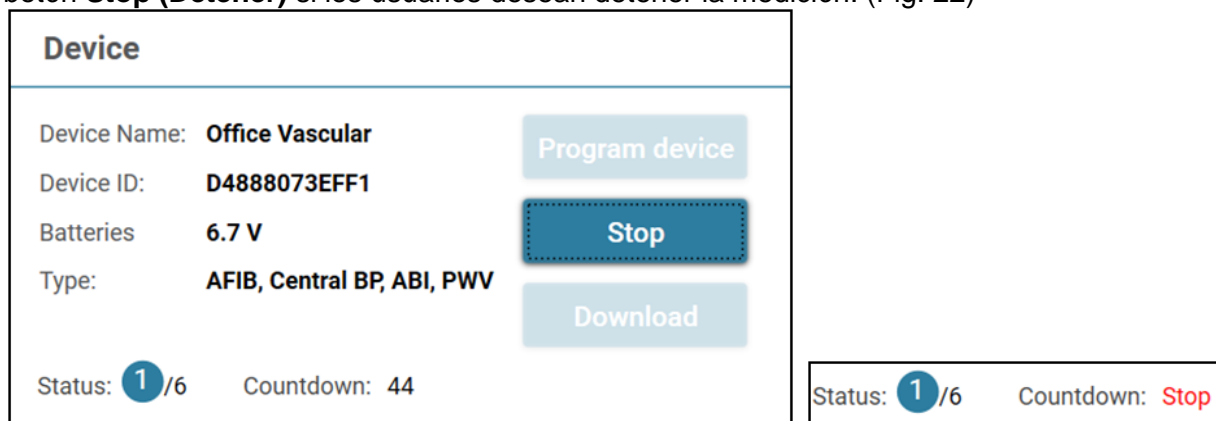 botón Stop (Detener) si los usuarios desean detener la medición. (Fig. 22)
Device
Device Name: Office Vascular
Program device
Device ID: D4888073EFF1
Batteries 6.7 V
Stop
Type: AFIB, Central BP, ABI, PWV
Download
Status: 1/6 Countdown: 44
Status: 1/6 Countdown: Stop